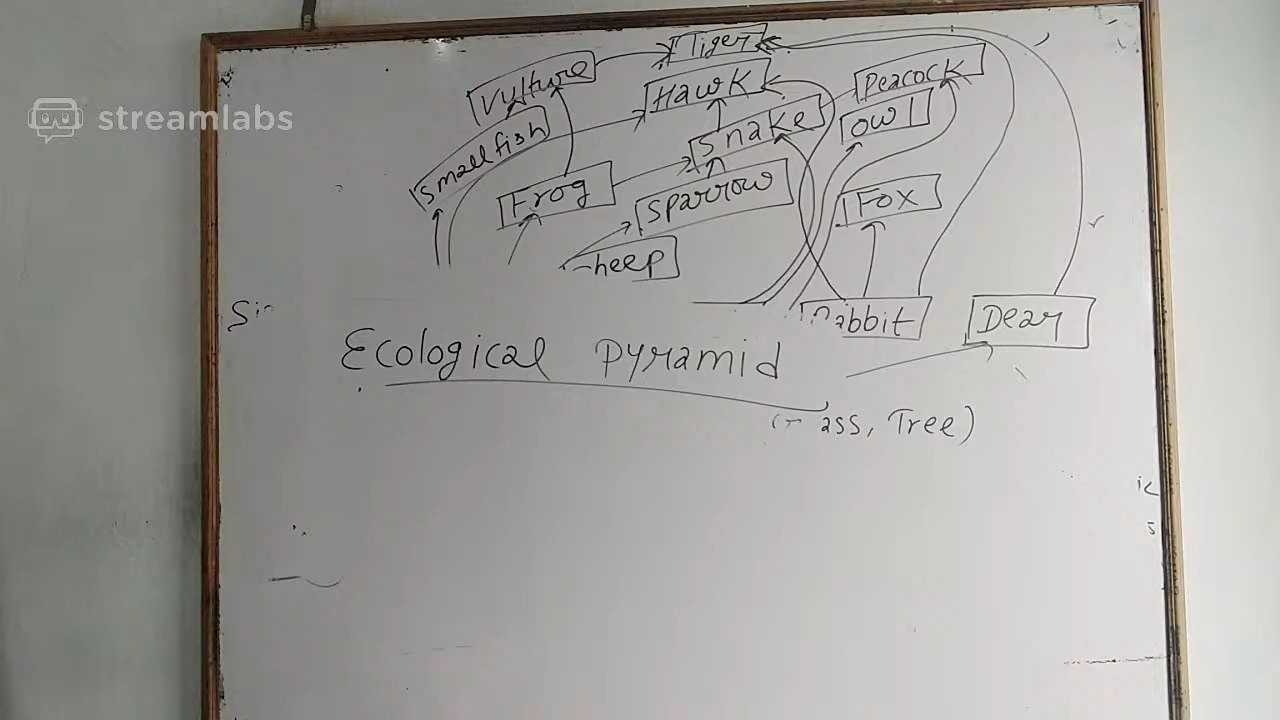 streamlabs
Tiger
Vulture
Hawk
Peacock
Small fish
Snake
owl
Frog
Sparrow
Fox
heep
abbit
Dear
Ecological Pyramid
ass, Tree)